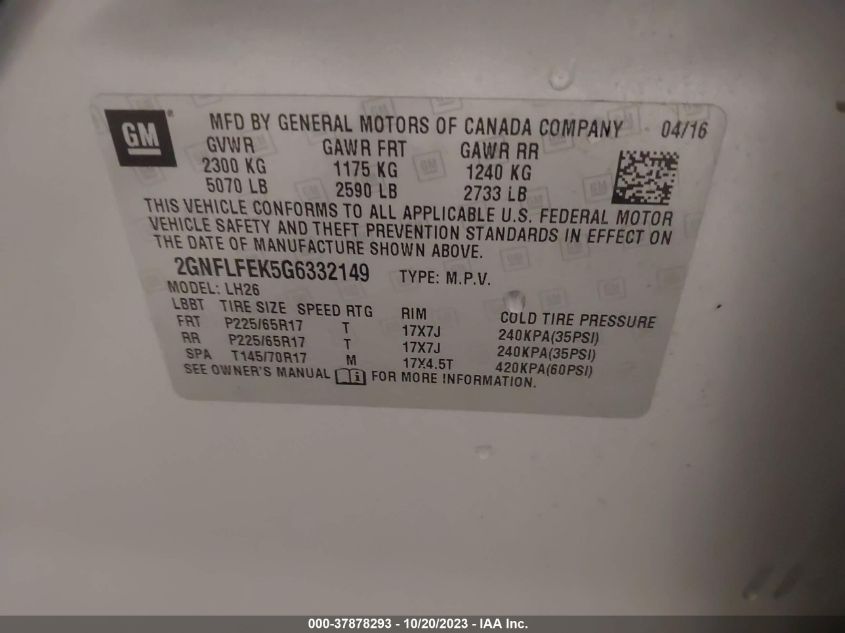 GM MFD BY GENERAL MOTORS OF CANADA COMPANY 04/16
GVWR GAWR FRT GAWR RR
2300 KG 1175 KG 1240 KG
5070 LB 2590 LB 2733 LB
THIS VEHICLE CONFORMS TO ALL APPLICABLE U.S. FEDERAL MOTOR
VEHICLE SAFETY AND THEFT PREVENTION STANDARDS IN EFFECT ON
THE DATE OF MANUFACTURE SHOWN ABOVE.
2GNFLFEK5G6332149 TYPE: M.P.V.
MODEL: LH26
LBBT TIRE SIZE SPEED RTG RIM COLD TIRE PRESSURE
FRT P225/65R17 T 17X7J 240KPA(35PSI)
RR P225/65R17 T 17X7J 240KPA(35PSI)
SPA T145/70R17 M 17X4.5T 420KPA(60PSI)
SEE OWNER'S MANUAL FOR MORE INFORMATION.
000-37878293 - 10/20/2023 - IAA Inc.